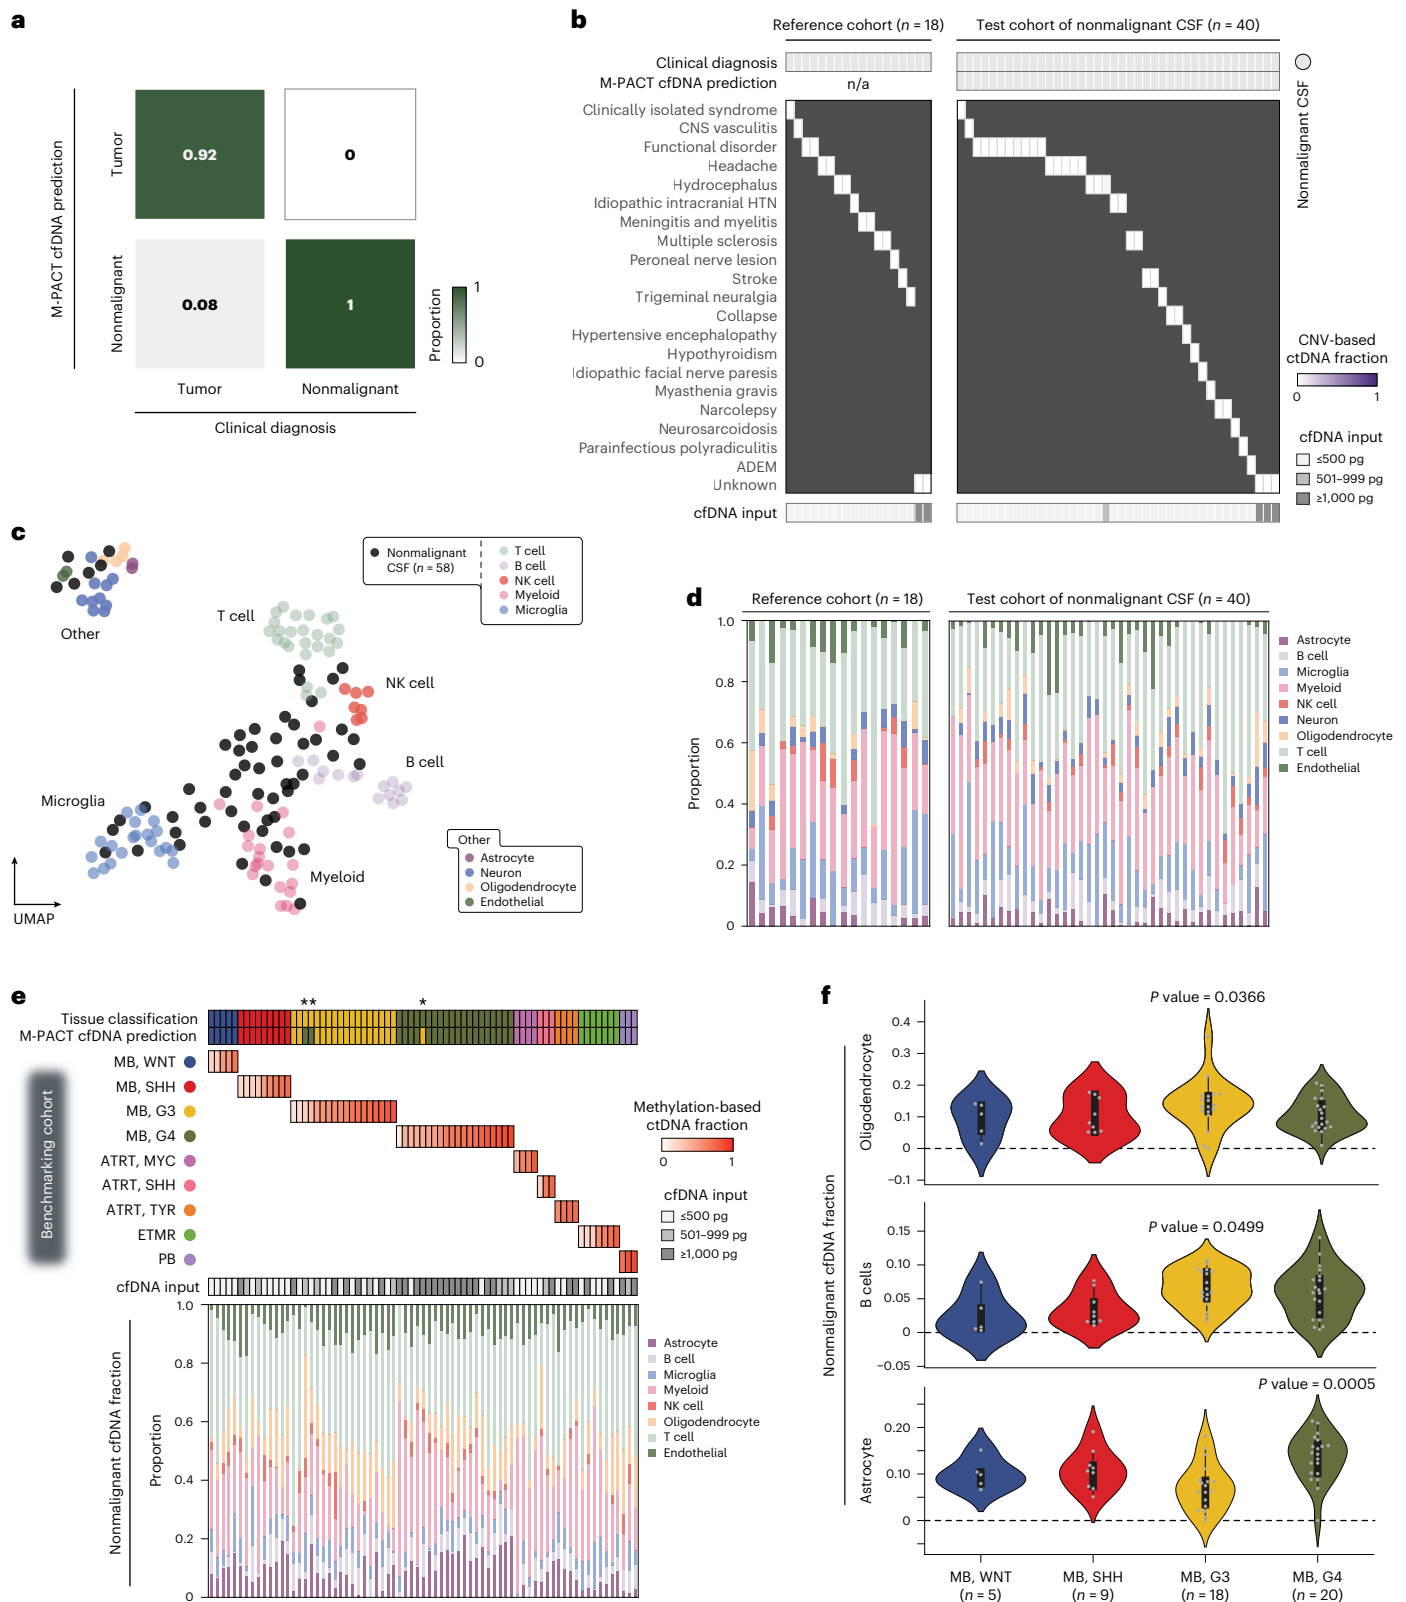 a
M-PACT cfDNA prediction
Tumor
Nonmalignant
0.92
0
0.08
1
Tumor
Nonmalignant
Clinical diagnosis
Proportion
1
0
b
Reference cohort (n = 18)
Test cohort of nonmalignant CSF (n = 40)
Clinical diagnosis
M-PACT cfDNA prediction
n/a
Clinically isolated syndrome
CNS vasculitis
Functional disorder
Headache
Hydrocephalus
Idiopathic intracranial HTN
Meningitis and myelitis
Multiple sclerosis
Peroneal nerve lesion
Stroke
Trigeminal neuralgia
Collapse
Hypertensive encephalopathy
Hypothyroidism
Idiopathic facial nerve paresis
Myasthenia gravis
Narcolepsy
Neurosarcoidosis
Parainfectious polyradiculitis
ADEM
Unknown
cfDNA input
Nonmalignant CSF
CNV-based
ctDNA fraction
0
1
cfDNA input
≤500 pg
501–999 pg
≥1,000 pg
c
Nonmalignant
CSF (n = 58)
T cell
B cell
NK cell
Myeloid
Microglia
Other
T cell
NK cell
B cell
Microglia
Myeloid
UMAP
Other
Astrocyte
Neuron
Oligodendrocyte
Endothelial
d
Reference cohort (n = 18)
Test cohort of nonmalignant CSF (n = 40)
Proportion
1.0
0.8
0.6
0.4
0.2
0
Astrocyte
B cell
Microglia
Myeloid
NK cell
Neuron
Oligodendrocyte
T cell
Endothelial
e
** *
Tissue classification
M-PACT cfDNA prediction
Benchmarking cohort
MB, WNT
MB, SHH
MB, G3
MB, G4
ATRT, MYC
ATRT, SHH
ATRT, TYR
ETMR
PB
cfDNA input
Methylation-based
ctDNA fraction
0
1
cfDNA input
≤500 pg
501–999 pg
≥1,000 pg
Nonmalignant cfDNA fraction
Proportion
1.0
0.8
0.6
0.4
0.2
0
Astrocyte
B cell
Microglia
Myeloid
NK cell
Oligodendrocyte
T cell
Endothelial
f
Nonmalignant cfDNA fraction
P value = 0.0366
Oligodendrocyte
0.4
0.3
0.2
0.1
0
−0.1
P value = 0.0499
B cells
0.15
0.10
0.05
0
−0.05
P value = 0.0005
Astrocyte
0.20
0.10
0
MB, WNT
(n = 5)
MB, SHH
(n = 9)
MB, G3
(n = 18)
MB, G4
(n = 20)